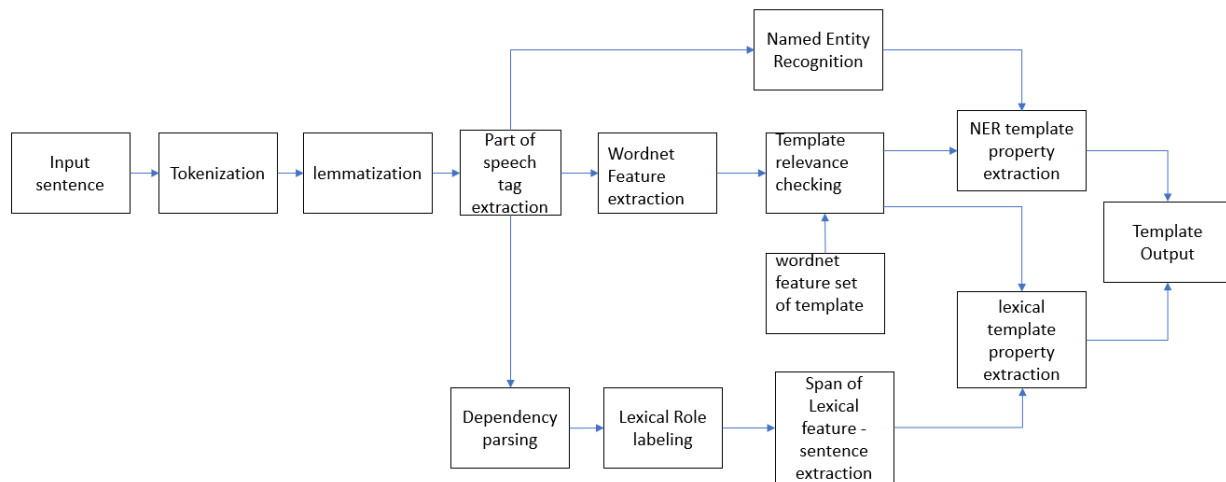 Named Entity
Recognition
Input
sentence
Tokenization
lemmatization
Part of
speech
tag
extraction
Wordnet
Feature
extraction
Template
relevance
checking
NER template
property
extraction
wordnet
feature set
of template
Template
Output
lexical
template
property
extraction
Dependency
parsing
Lexical Role
labeling
Span of
Lexical
feature -
sentence
extraction